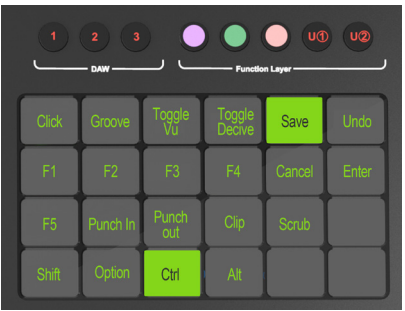 1 2 3 U① U②
DAW Function Layer
Click Groove Toggle Vu Toggle Decive Save Undo
F1 F2 F3 F4 Cancel Enter
F5 Punch In Punch out Clip Scrub
Shift Option Ctrl Alt